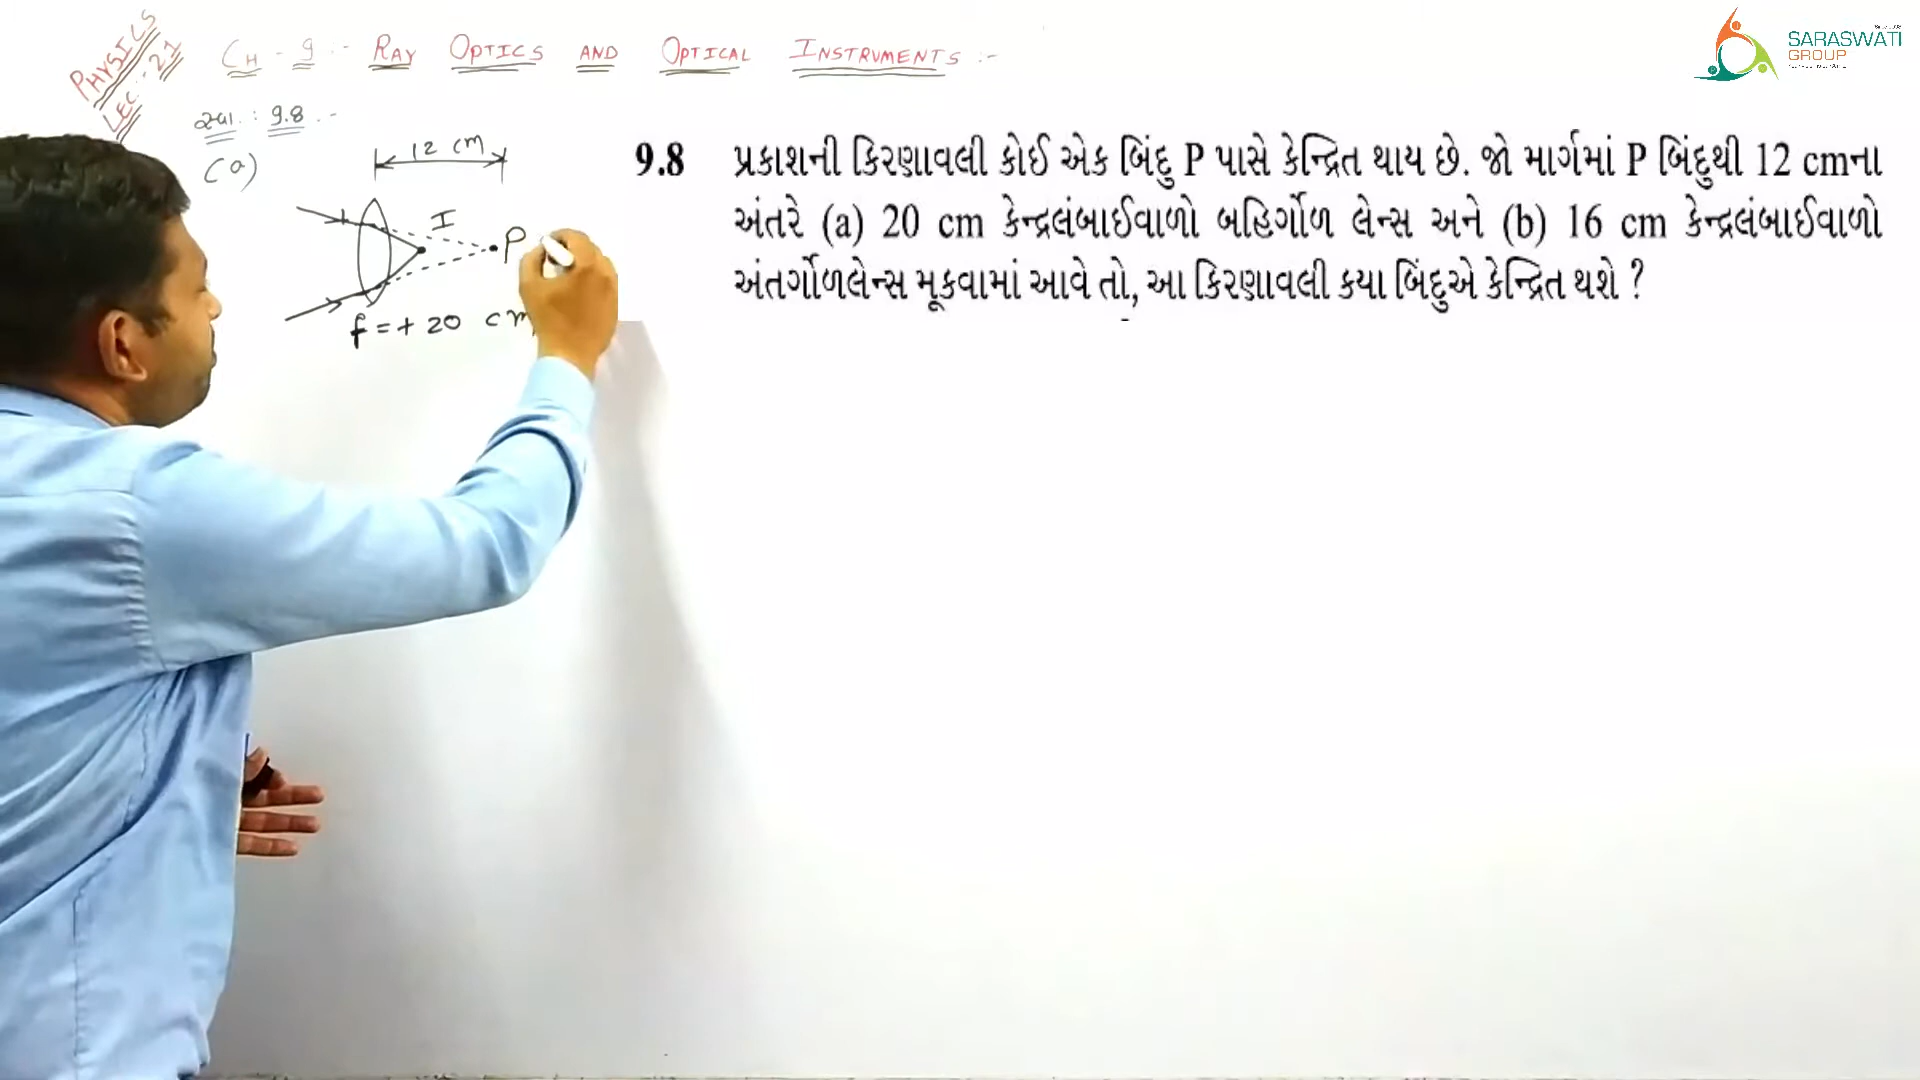 PHYSICS
LEC. :- 21
CH - 9 :- RAY OPTICS AND OPTICAL INSTRUMENTS :-
SARASWATI
GROUP
સ્વા. : 9.8 :-
(a)
12 cm
I
P
f = + 20 cm
9.8 પ્રકાશની કિરણાવલી કોઈ એક બિંદુ P પાસે કેન્દ્રિત થાય છે. જો માર્ગમાં P બિંદુથી 12 cmના
અંતરે (a) 20 cm કેન્દ્રલંબાઈવાળો બહિર્ગોળ લેન્સ અને (b) 16 cm કેન્દ્રલંબાઈવાળો
અંતર્ગોળલેન્સ મૂકવામાં આવે તો, આ કિરણાવલી કયા બિંદુએ કેન્દ્રિત થશે ?